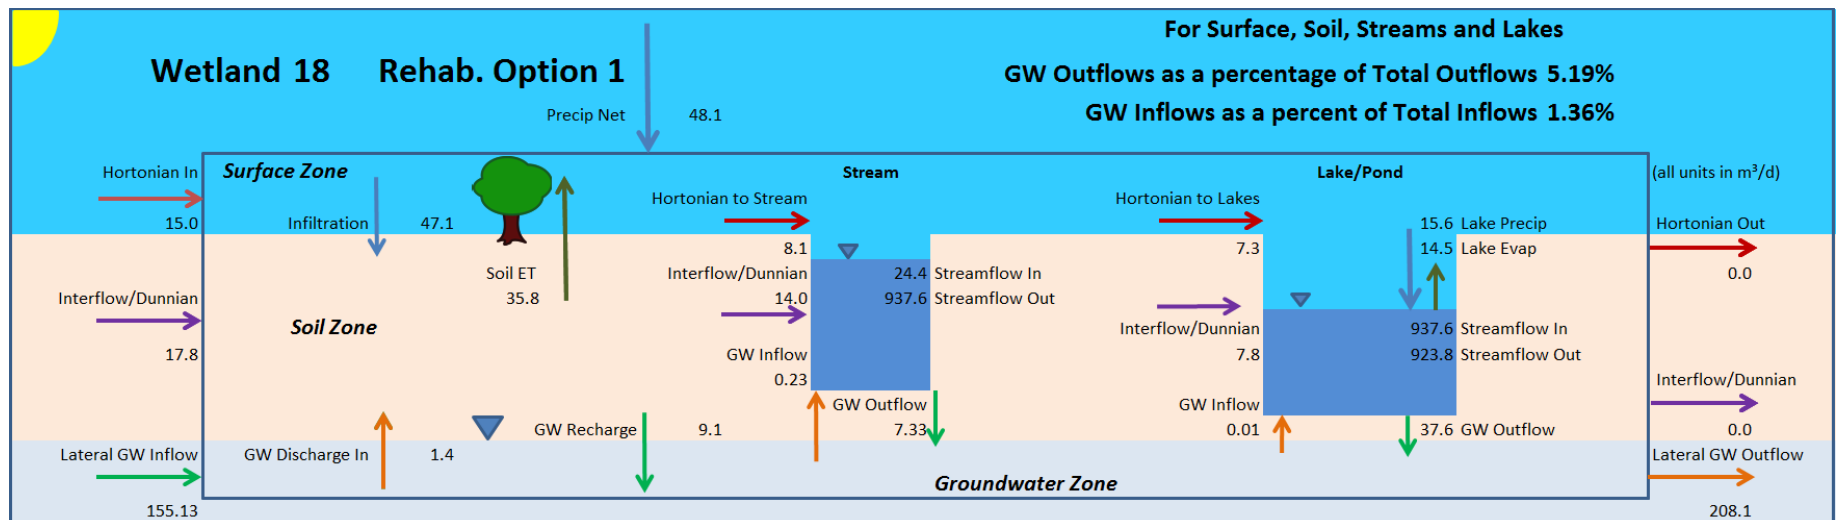 For Surface, Soil, Streams and Lakes
Wetland 18 Rehab. Option 1
GW Outflows as a percentage of Total Outflows 5.19%
GW Inflows as a percent of Total Inflows 1.36%
Precip Net 48.1
Hortonian In
Surface Zone
Stream
Lake/Pond
(all units in m³/d)
Hortonian to Stream
Hortonian to Lakes
15.0
Infiltration 47.1
15.6 Lake Precip
Hortonian Out
8.1
7.3
14.5 Lake Evap
0.0
Soil ET
35.8
Interflow/Dunnian
14.0
24.4 Streamflow In
937.6 Streamflow Out
Interflow/Dunnian
17.8
Soil Zone
Interflow/Dunnian
7.8
937.6 Streamflow In
923.8 Streamflow Out
GW Inflow
0.23
Interflow/Dunnian
0.0
GW Outflow
7.33
GW Inflow
0.01
37.6 GW Outflow
GW Recharge 9.1
Lateral GW Inflow
155.13
GW Discharge In 1.4
Groundwater Zone
Lateral GW Outflow
208.1